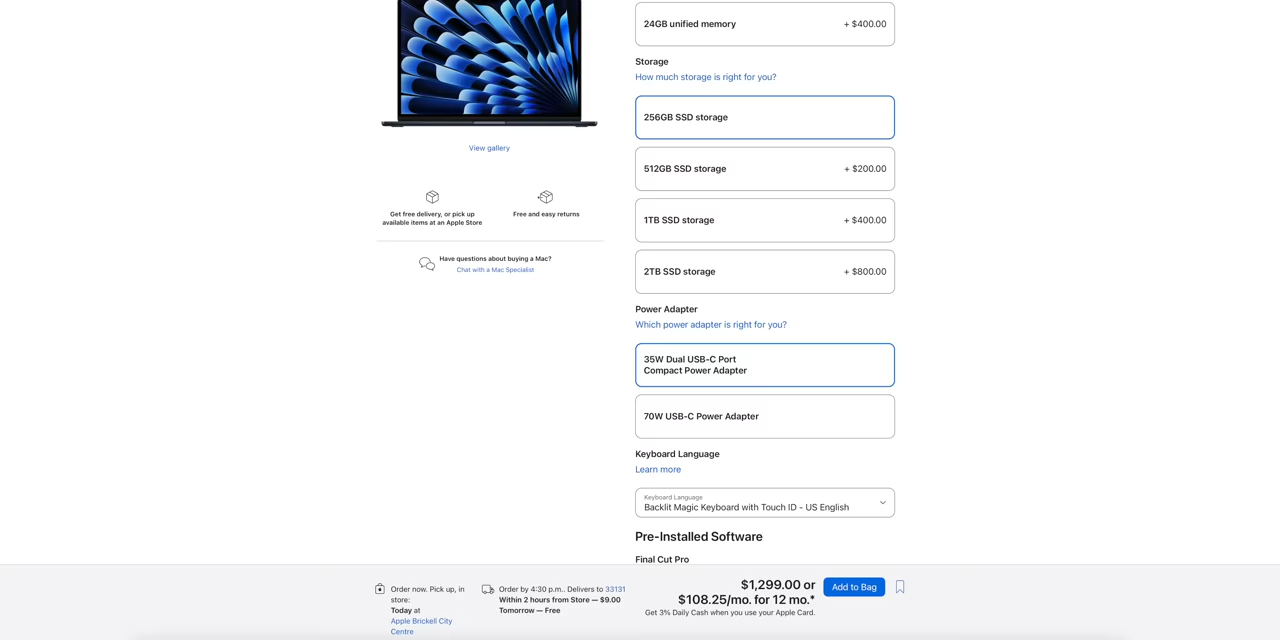 24GB unified memory + $400.00
Storage
How much storage is right for you?
256GB SSD storage
512GB SSD storage + $200.00
1TB SSD storage + $400.00
2TB SSD storage + $800.00
Power Adapter
Which power adapter is right for you?
35W Dual USB-C Port
Compact Power Adapter
70W USB-C Power Adapter
Keyboard Language
Learn more
Keyboard Language
Backlit Magic Keyboard with Touch ID - US English
Pre-Installed Software
Final Cut Pro
View gallery
Get free delivery, or pick up
available items at an Apple Store
Free and easy returns
Have questions about buying a Mac?
Chat with a Mac Specialist
Order now. Pick up, in
store:
Today at
Apple Brickell City
Centre
Order by 4:30 p.m.. Delivers to 33131
Within 2 hours from Store — $9.00
Tomorrow — Free
$1,299.00 or
$108.25/mo. for 12 mo.*
Get 3% Daily Cash when you use your Apple Card.
Add to Bag